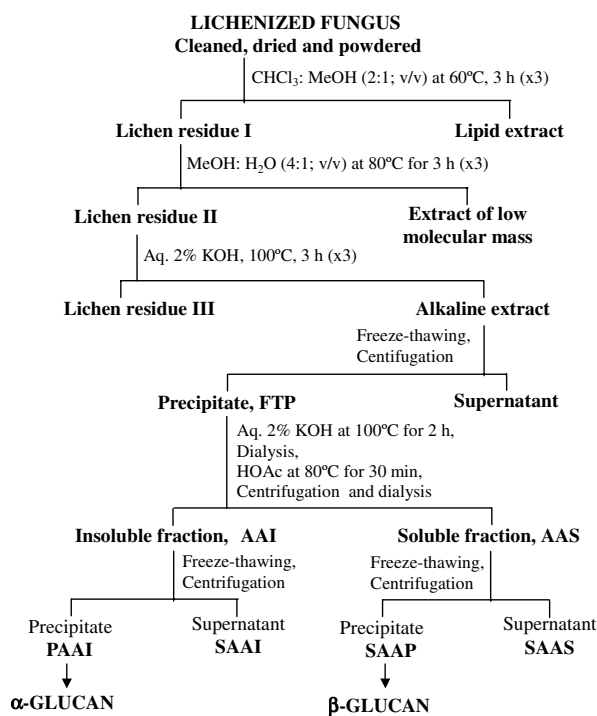 LICHENIZED FUNGUS
Cleaned, dried and powdered
CHCl₃: MeOH (2:1; v/v) at 60ºC, 3 h (x3)
Lichen residue I
Lipid extract
MeOH: H₂O (4:1; v/v) at 80ºC for 3 h (x3)
Lichen residue II
Extract of low
molecular mass
Aq. 2% KOH, 100ºC, 3 h (x3)
Lichen residue III
Alkaline extract
Freeze-thawing,
Centifugation
Precipitate, FTP
Supernatant
Aq. 2% KOH at 100ºC for 2 h,
Dialysis,
HOAc at 80ºC for 30 min,
Centrifugation and dialysis
Insoluble fraction, AAI
Soluble fraction, AAS
Freeze-thawing,
Centrifugation
Freeze-thawing,
Centrifugation
Precipitate
PAAI
Supernatant
SAAI
Precipitate
SAAP
Supernatant
SAAS
α-GLUCAN
β-GLUCAN